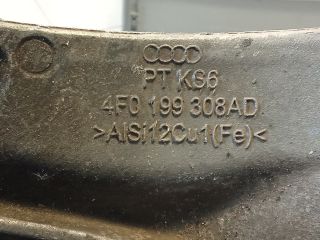 PT KS6
4F0 199 308AD
>AlSi12Cu1(Fe)<